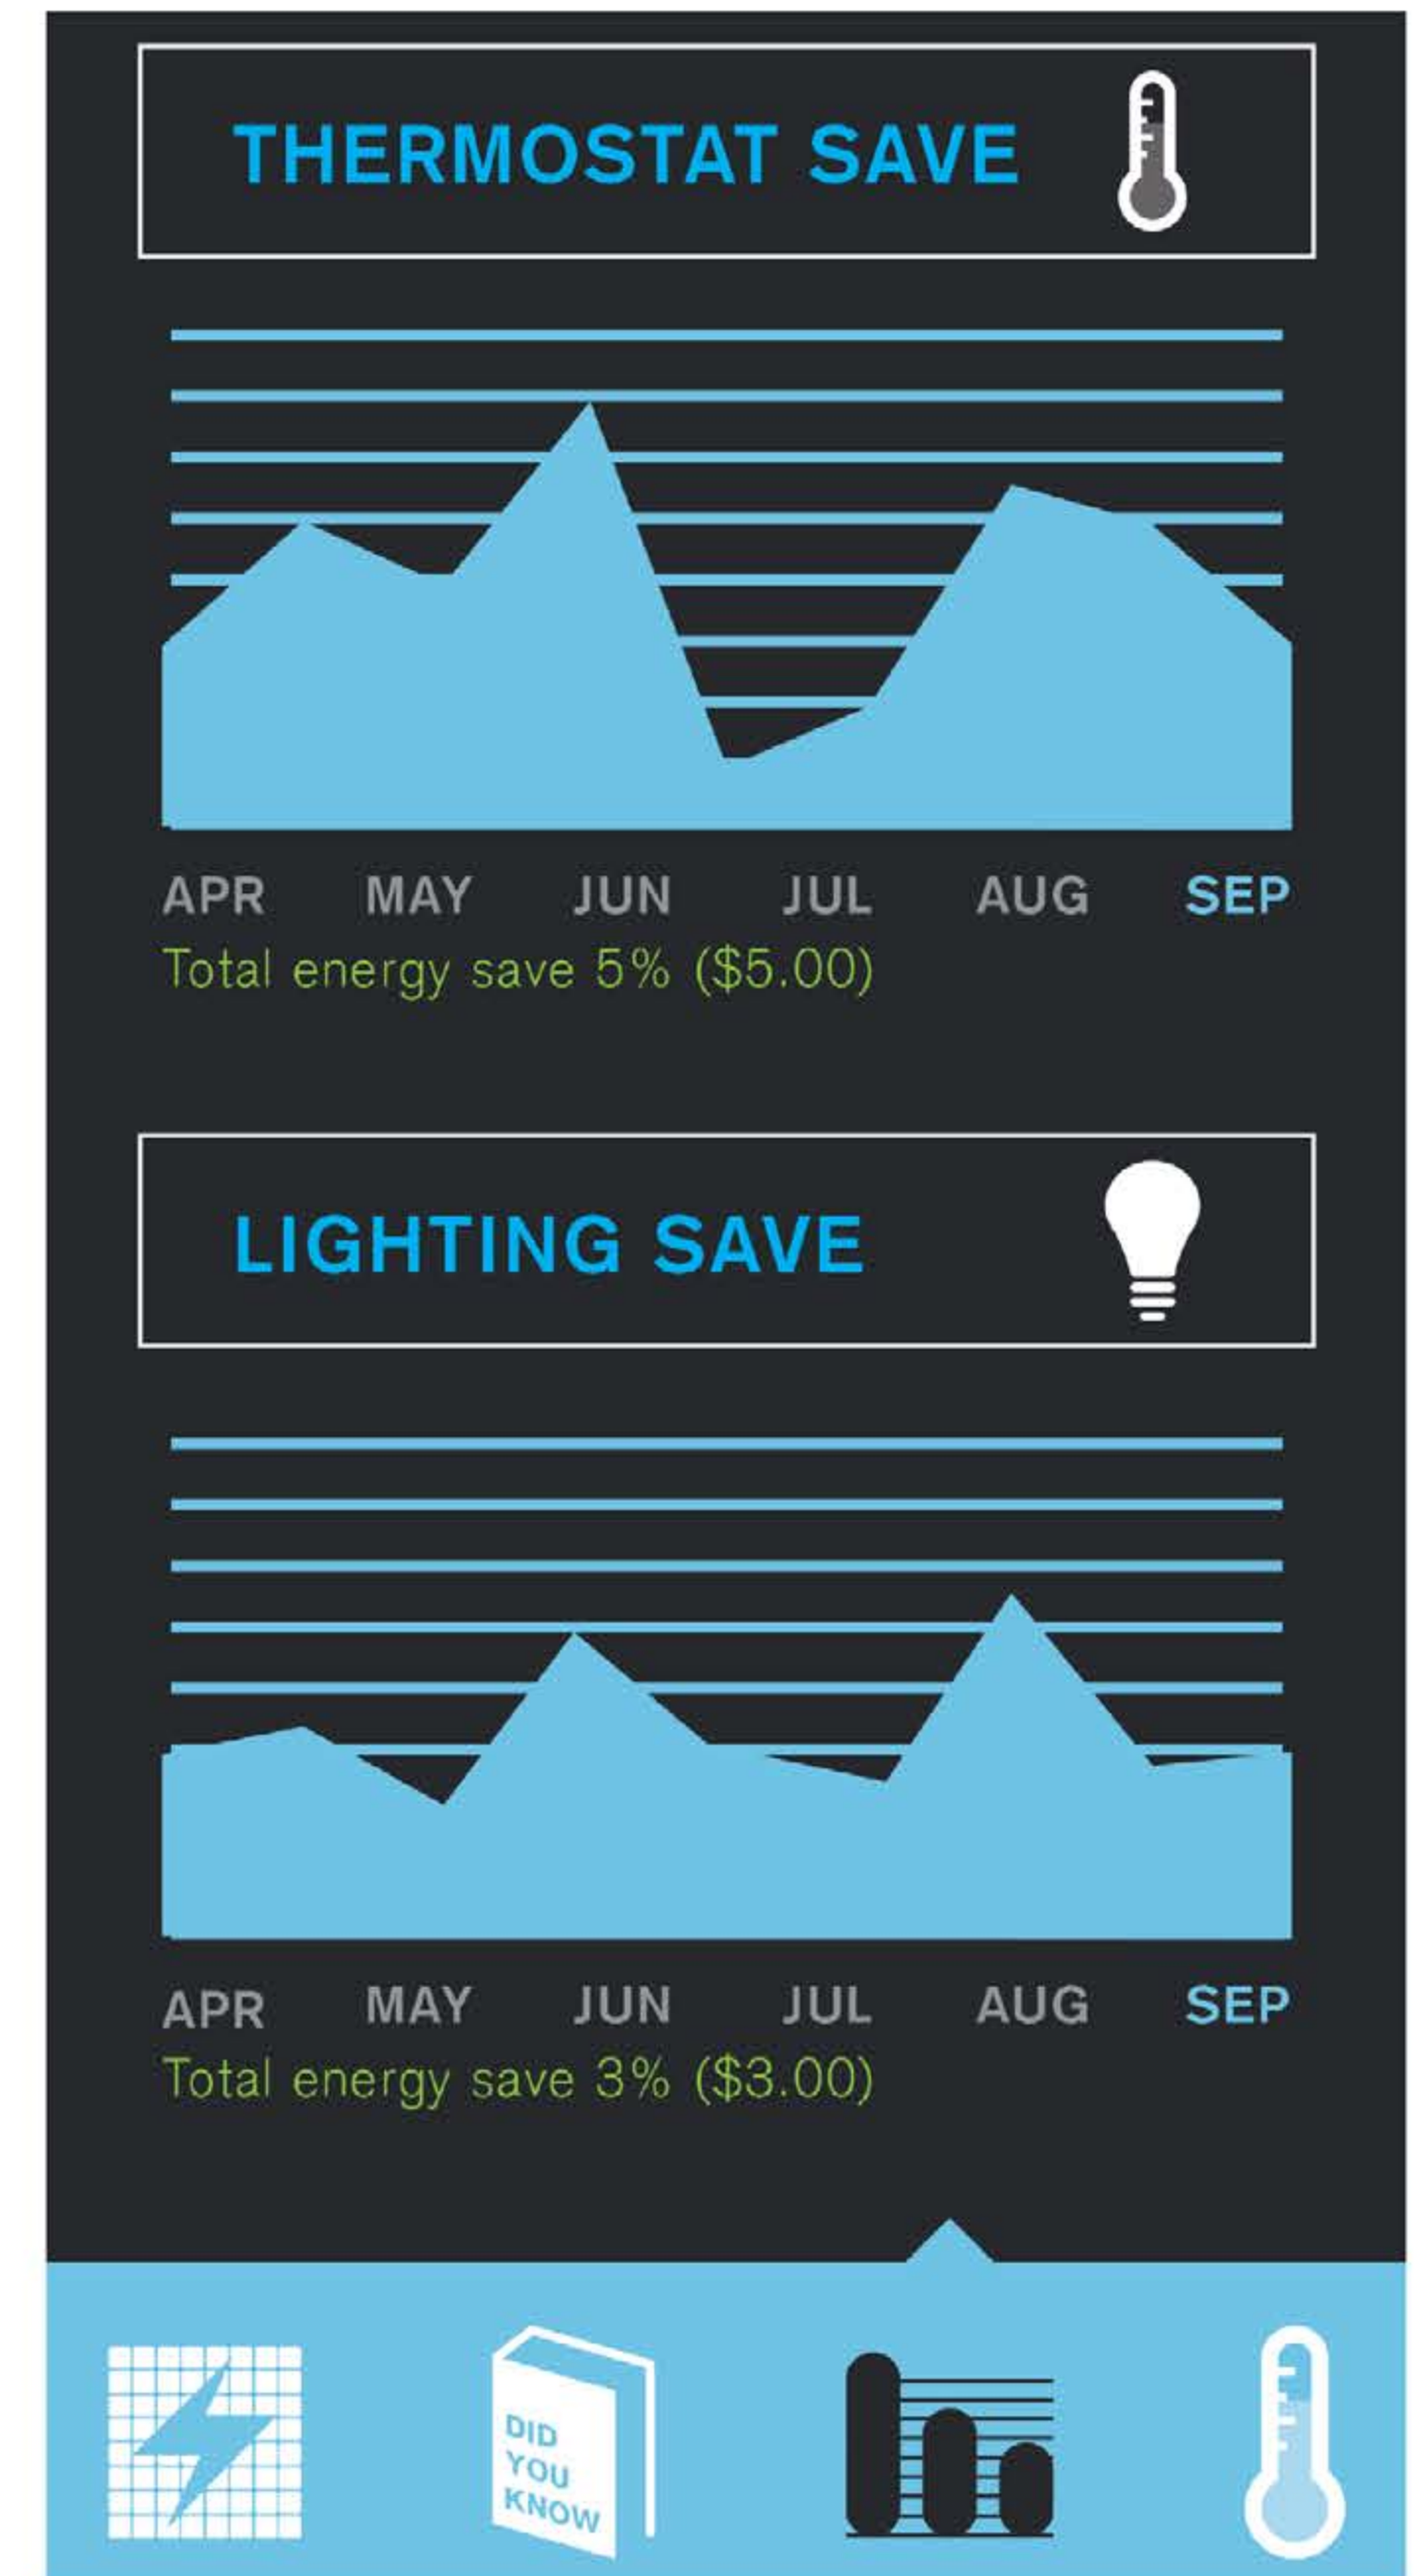 THERMOSTAT SAVE
APR MAY JUN JUL AUG SEP
Total energy save 5% ($5.00)
LIGHTING SAVE
APR MAY JUN JUL AUG SEP
Total energy save 3% ($3.00)
DID
YOU
KNOW